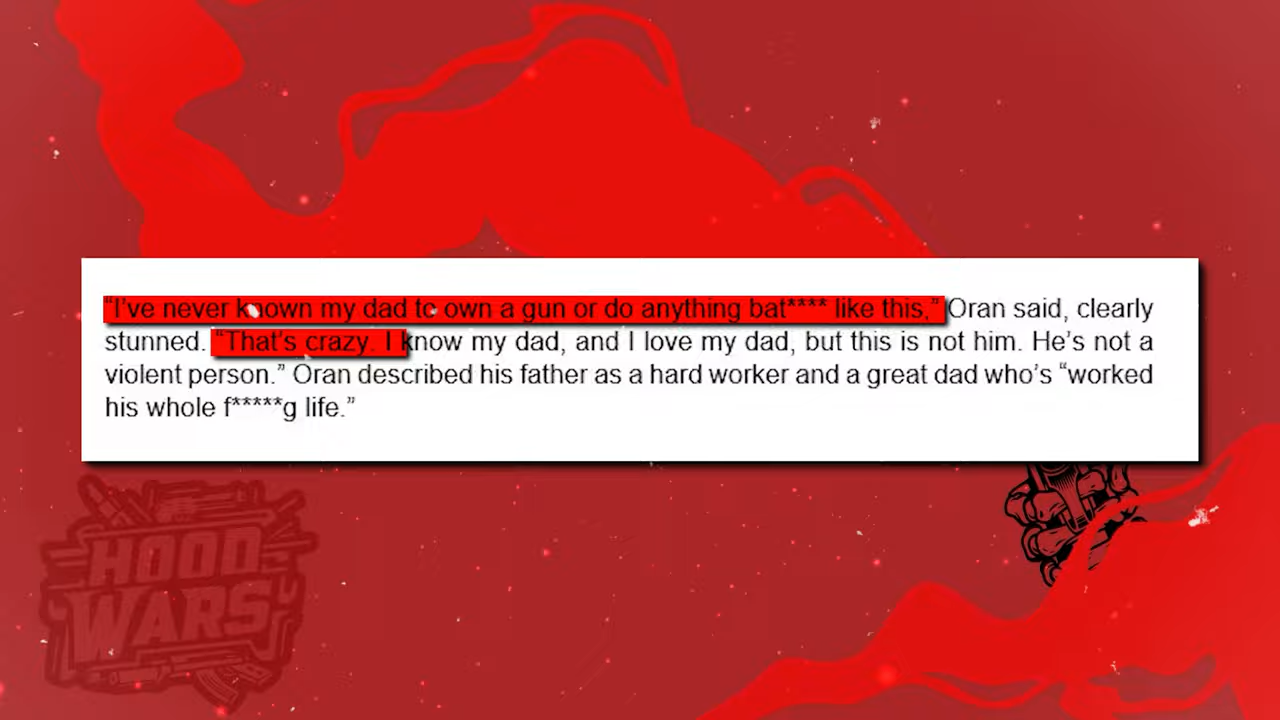 “I’ve never known my dad to own a gun or do anything bat**** like this,” Oran said, clearly
stunned. “That’s crazy. I know my dad, and I love my dad, but this is not him. He’s not a
violent person.” Oran described his father as a hard worker and a great dad who’s “worked
his whole f*****g life.”
HOOD
WARS